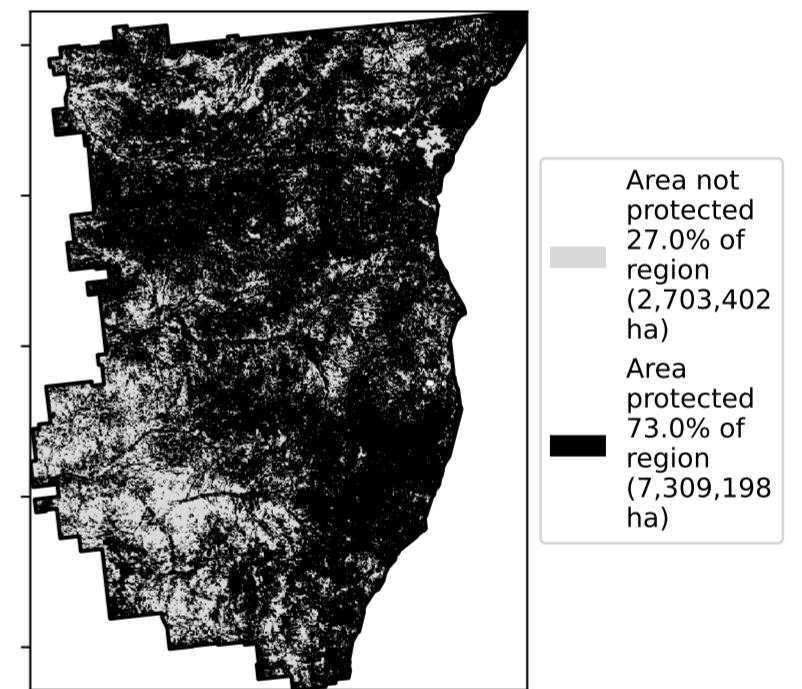 Area not
protected
27.0% of
region
(2,703,402
ha)
Area
protected
73.0% of
region
(7,309,198
ha)